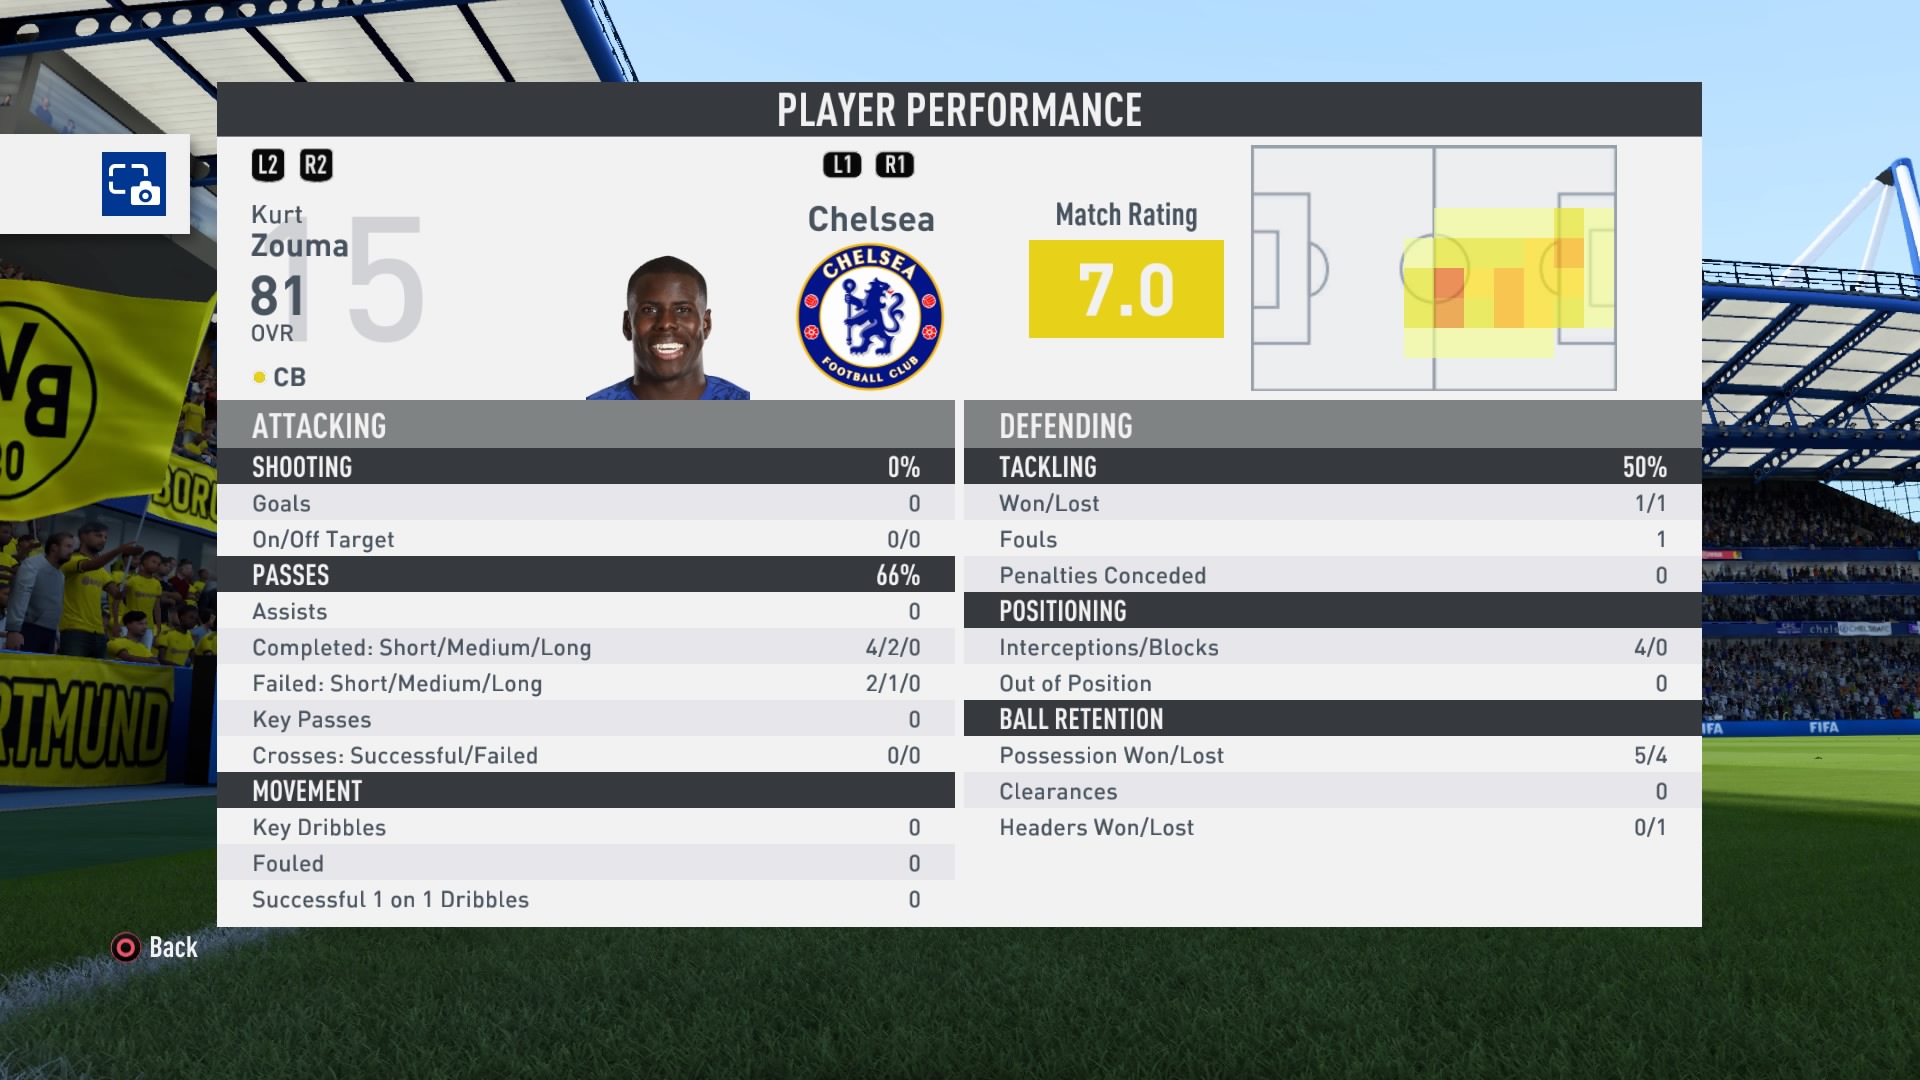 PLAYER PERFORMANCE
L2 R2
L1 R1
Kurt
Zouma
15
81
OVR
CB
Chelsea
CHELSEA
FOOTBALL CLUB
Match Rating
7.0
ATTACKING
SHOOTING 0%
Goals 0
On/Off Target 0/0
PASSES 66%
Assists 0
Completed: Short/Medium/Long 4/2/0
Failed: Short/Medium/Long 2/1/0
Key Passes 0
Crosses: Successful/Failed 0/0
MOVEMENT
Key Dribbles 0
Fouled 0
Successful 1 on 1 Dribbles 0
DEFENDING
TACKLING 50%
Won/Lost 1/1
Fouls 1
Penalties Conceded 0
POSITIONING
Interceptions/Blocks 4/0
Out of Position 0
BALL RETENTION
Possession Won/Lost 5/4
Clearances 0
Headers Won/Lost 0/1
BVB
09
BORU
RTMUND
IFA
FIFA
Back